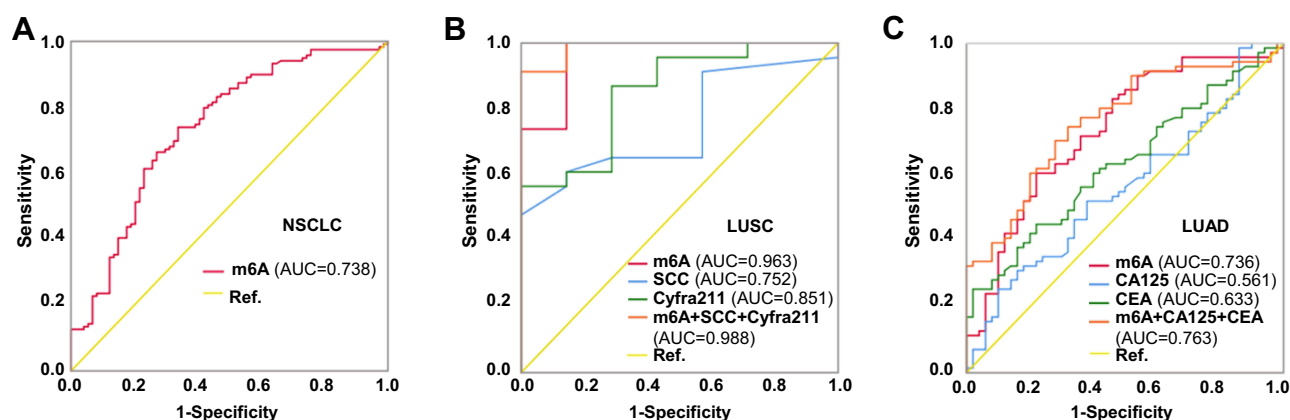 A
Sensitivity
1.0
0.8
0.6
0.4
0.2
0.0
NSCLC
m6A (AUC=0.738)
Ref.
0.0 0.2 0.4 0.6 0.8 1.0
1-Specificity
B
Sensitivity
1.0
0.8
0.6
0.4
0.2
0.0
LUSC
m6A (AUC=0.963)
SCC (AUC=0.752)
Cyfra211 (AUC=0.851)
m6A+SCC+Cyfra211
(AUC=0.988)
Ref.
0.0 0.2 0.4 0.6 0.8 1.0
1-Specificity
C
Sensitivity
1.0
0.8
0.6
0.4
0.2
0.0
LUAD
m6A (AUC=0.736)
CA125 (AUC=0.561)
CEA (AUC=0.633)
m6A+CA125+CEA
(AUC=0.763)
Ref.
0.0 0.2 0.4 0.6 0.8 1.0
1-Specificity